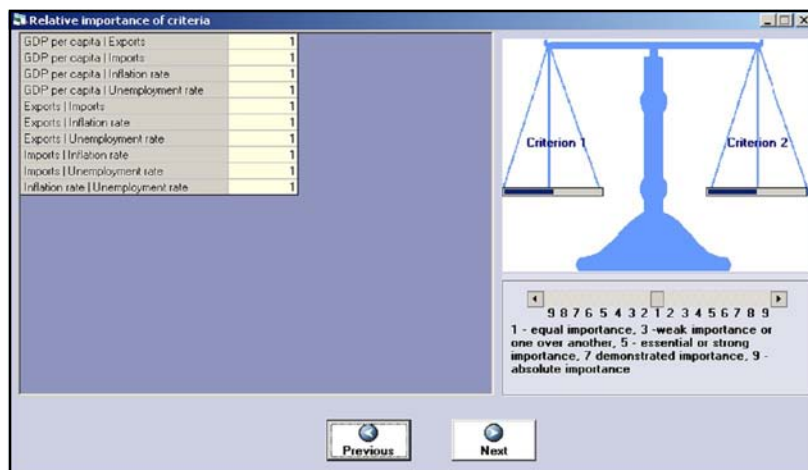 Relative importance of criteria
GDP per capita | Exports 1
GDP per capita | Imports 1
GDP per capita | Inflation rate 1
GDP per capita | Unemployment rate 1
Exports | Imports 1
Exports | Inflation rate 1
Exports | Unemployment rate 1
Imports | Inflation rate 1
Imports | Unemployment rate 1
Inflation rate | Unemployment rate 1
Criterion 1
Criterion 2
9 8 7 6 5 4 3 2 1 2 3 4 5 6 7 8 9
1 - equal importance, 3 -weak importance or
one over another, 5 - essential or strong
importance, 7 demonstrated importance, 9 -
absolute importance
Previous
Next